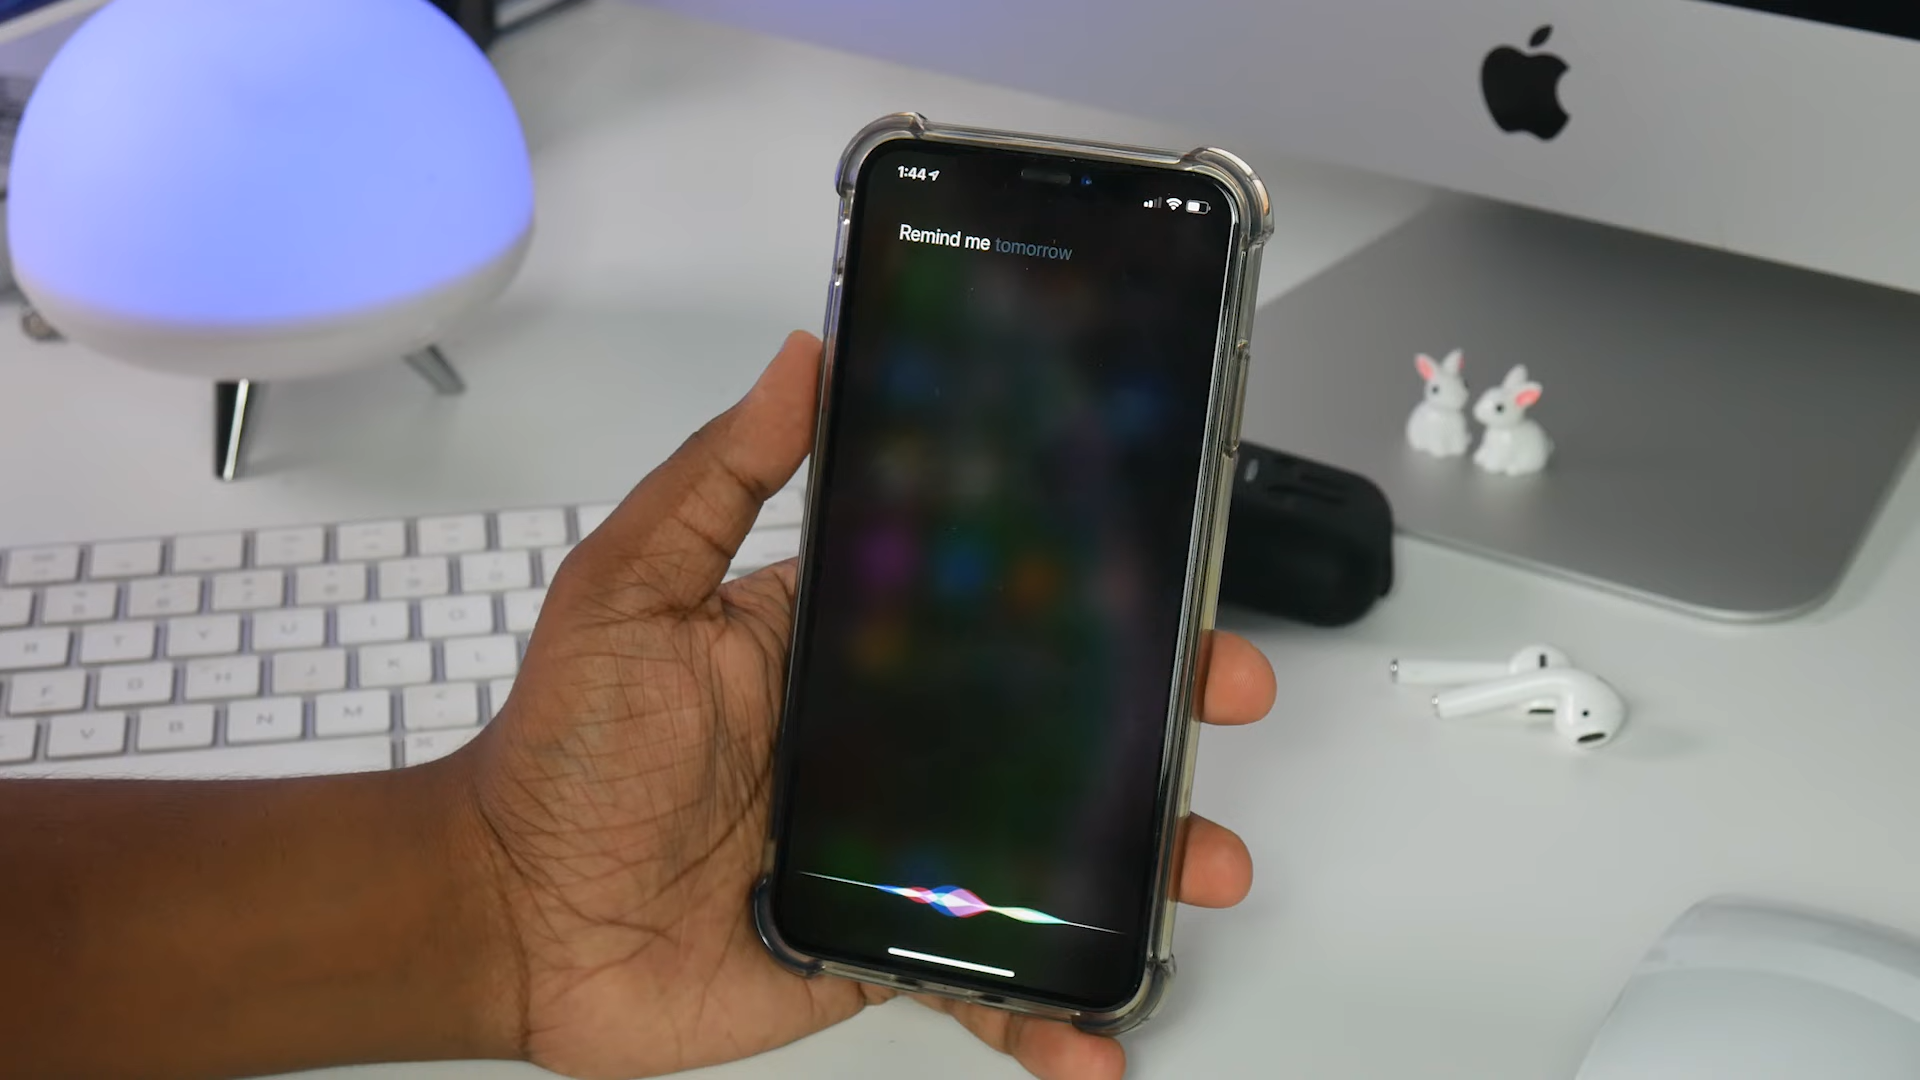 1:44
Remind me tomorrow
R T Y U I O
F G H J K L
V B N M